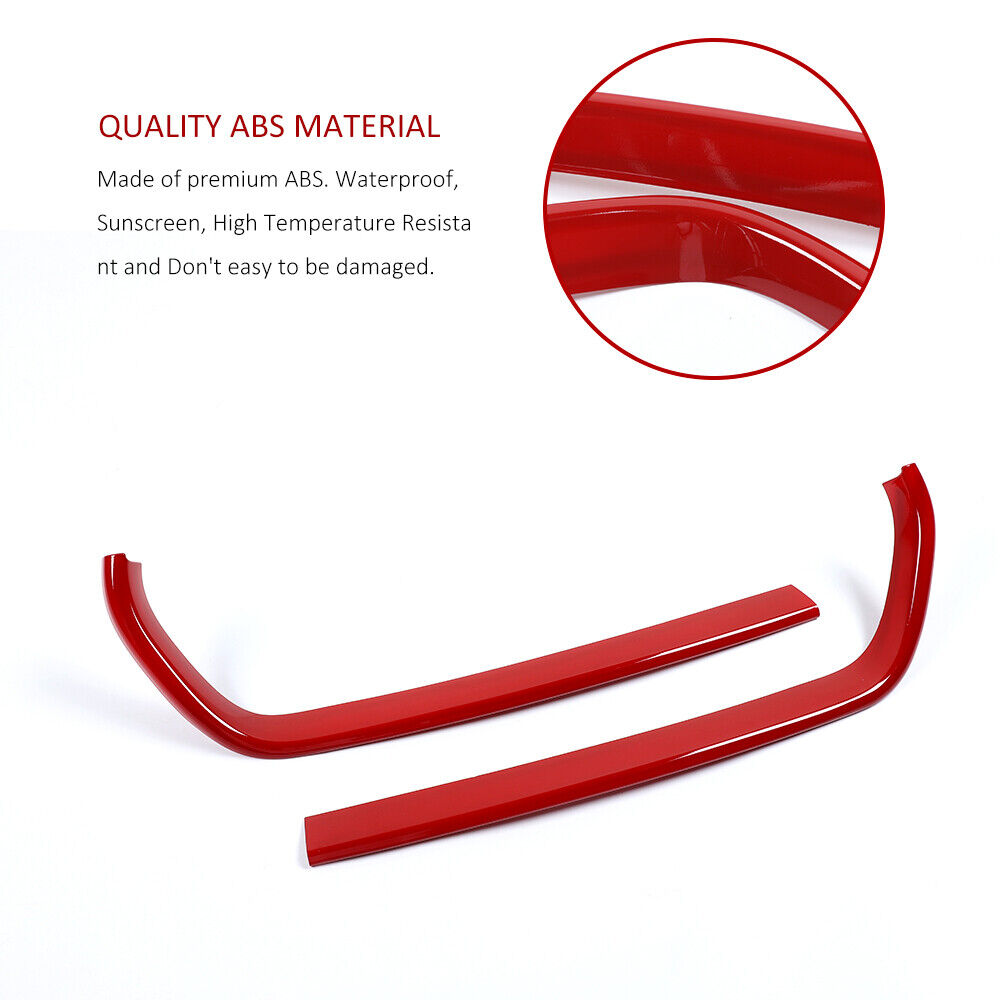 QUALITY ABS MATERIAL
Made of premium ABS. Waterproof,
Sunscreen, High Temperature Resista
nt and Don't easy to be damaged.